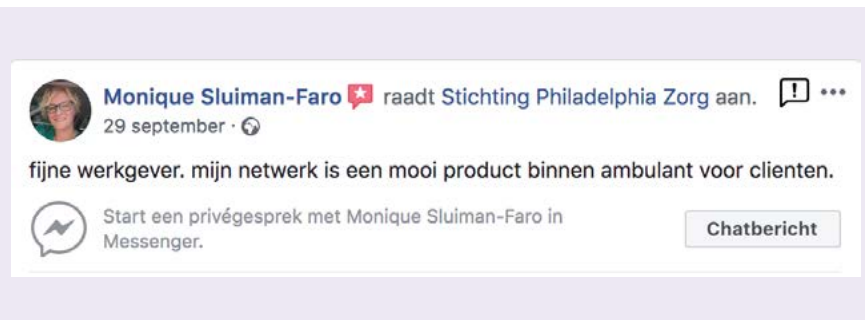 Monique Sluiman-Faro raadt Stichting Philadelphia Zorg aan.
29 september ·
fijne werkgever. mijn netwerk is een mooi product binnen ambulant voor clienten.
Start een privégesprek met Monique Sluiman-Faro in
Messenger.
Chatbericht